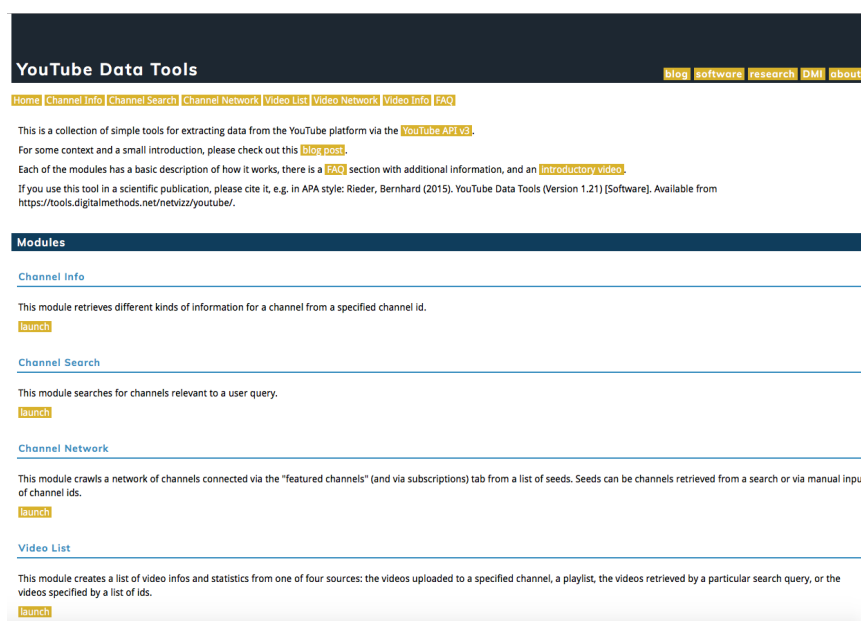 YouTube Data Tools
blog software research DMI about
Home Channel Info Channel Search Channel Network Video List Video Network Video Info FAQ
This is a collection of simple tools for extracting data from the YouTube platform via the YouTube API v3.
For some context and a small introduction, please check out this blog post.
Each of the modules has a basic description of how it works, there is a FAQ section with additional information, and an introductory video.
If you use this tool in a scientific publication, please cite it, e.g. in APA style: Rieder, Bernhard (2015). YouTube Data Tools (Version 1.21) [Software]. Available from
https://tools.digitalmethods.net/netvizz/youtube/.
Modules
Channel Info
This module retrieves different kinds of information for a channel from a specified channel id.
launch
Channel Search
This module searches for channels relevant to a user query.
launch
Channel Network
This module crawls a network of channels connected via the "featured channels" (and via subscriptions) tab from a list of seeds. Seeds can be channels retrieved from a search or via manual inpu
of channel ids.
launch
Video List
This module creates a list of video infos and statistics from one of four sources: the videos uploaded to a specified channel, a playlist, the videos retrieved by a particular search query, or the
videos specified by a list of ids.
launch